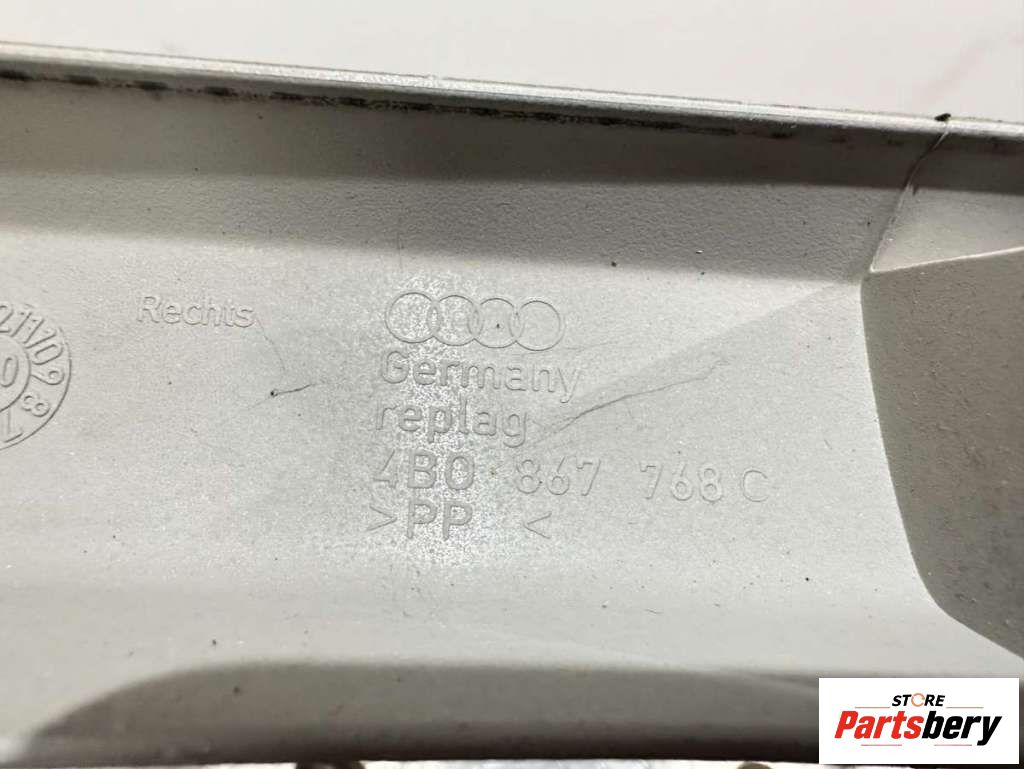 Rechts
Germany
replag
4B0 867 768 C
>PP <
STORE
Partsbery